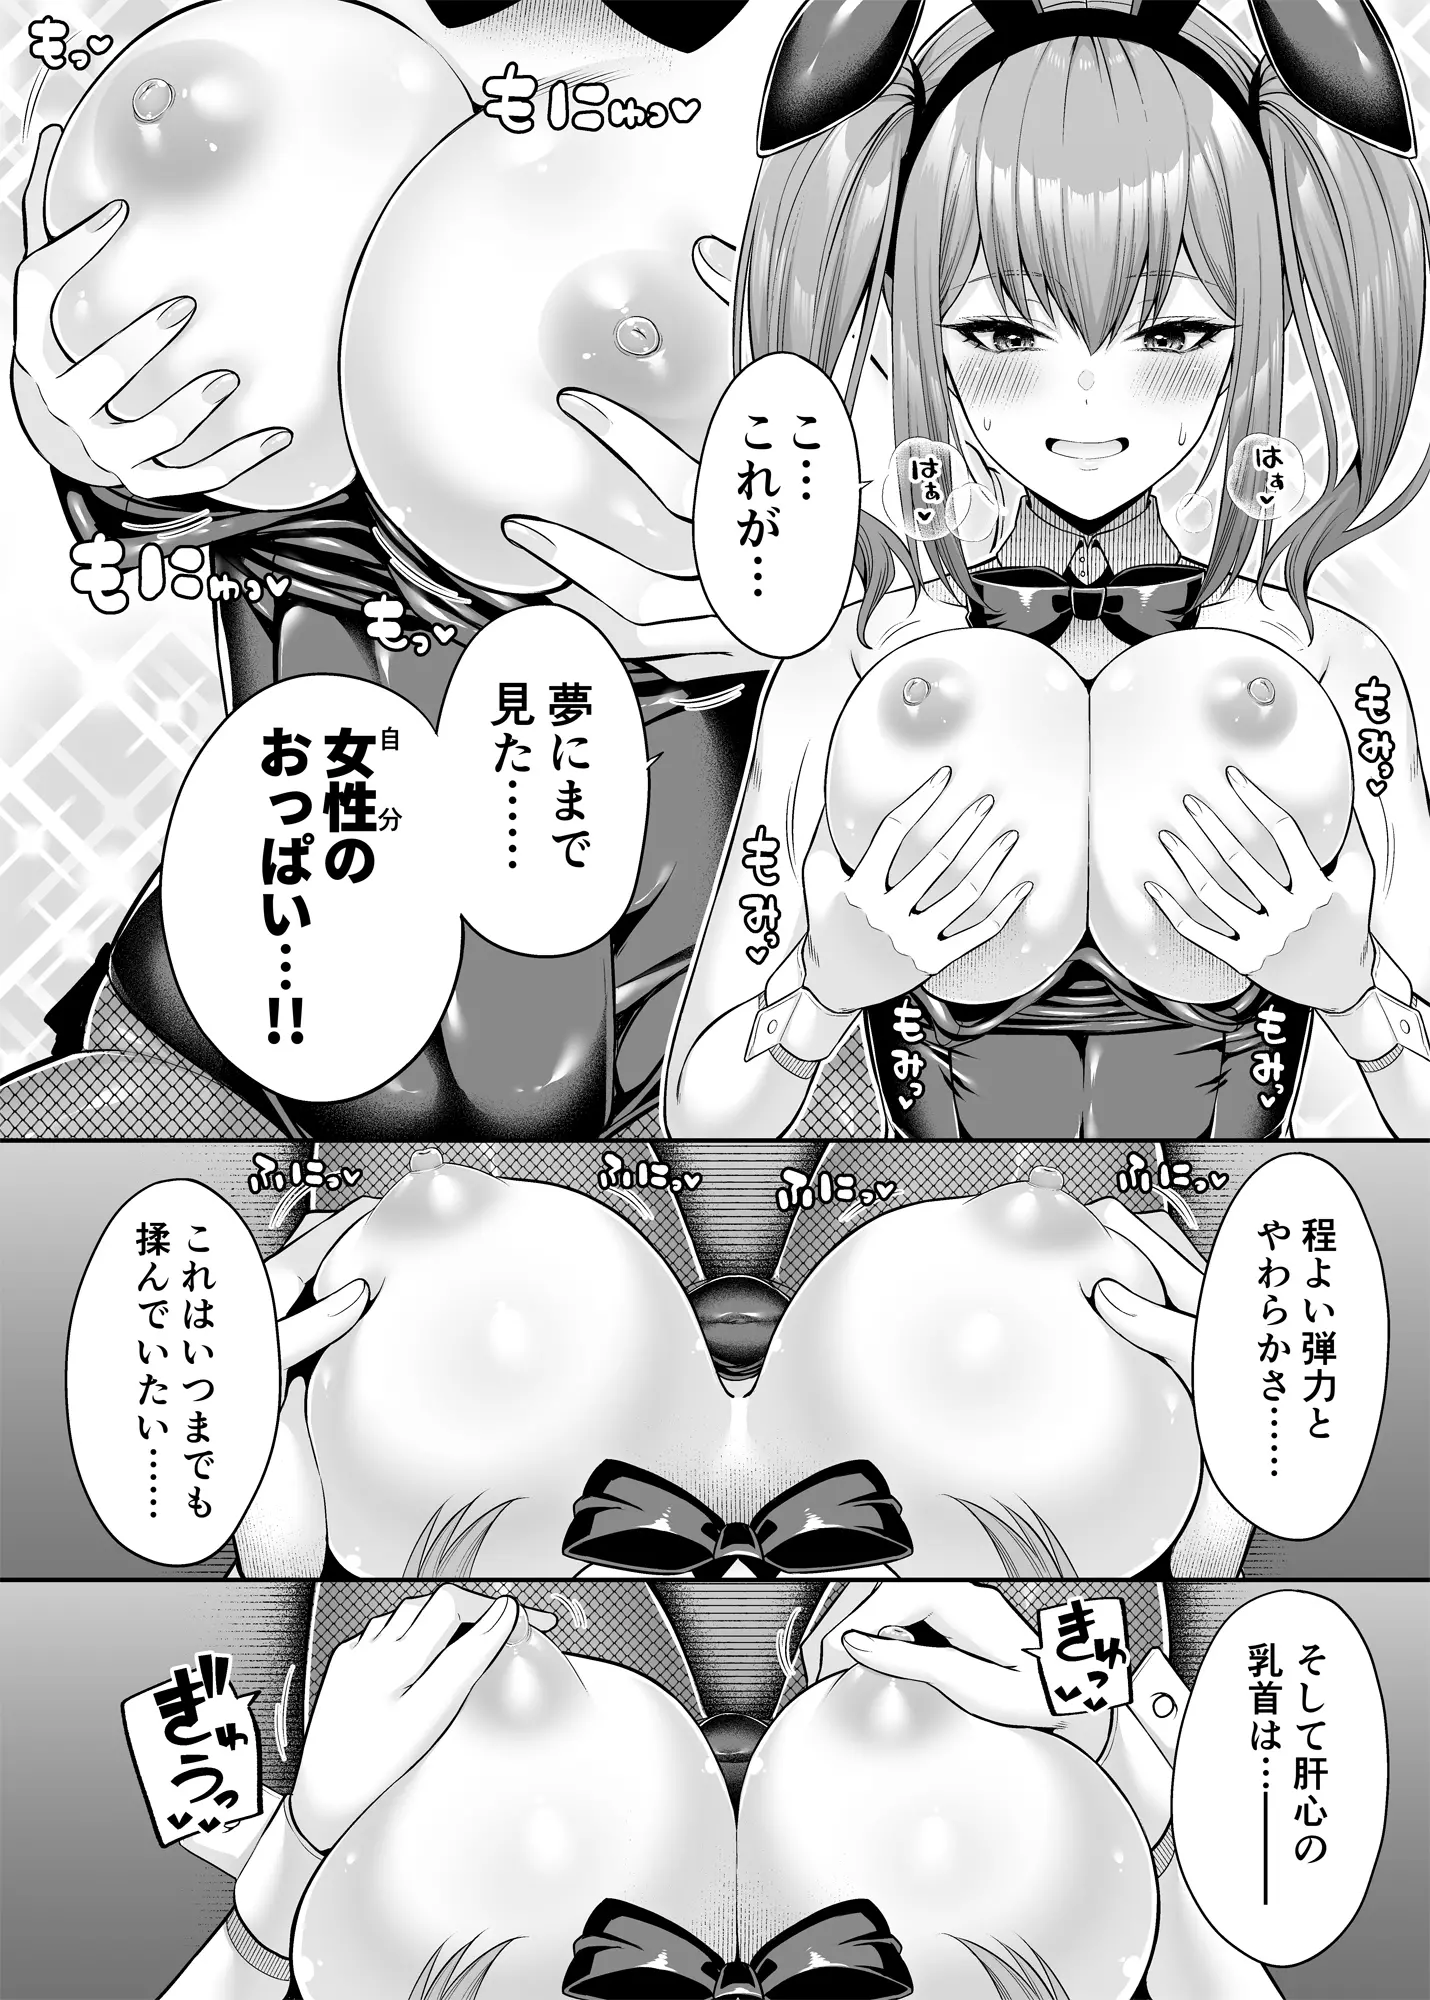 もっ♥
もにゅっ♥
はぁ♥
はぁ♥
こ…
これが…
もみっ♥
もみっ♥
もみっ♥
もみっ♥
もにゅっ♥
もっ♥
夢にまで
見た……
女性の
自分
おっぱい…‼
ふにっ♥
ふにっ♥
ふにっ♥
ふにっ♥
程よい弾力と
やわらかさ……
これはいつまでも
揉んでいたい……
きゅっ♥♥
そして肝心の
乳首は…――
ぎゅうっ♥♥